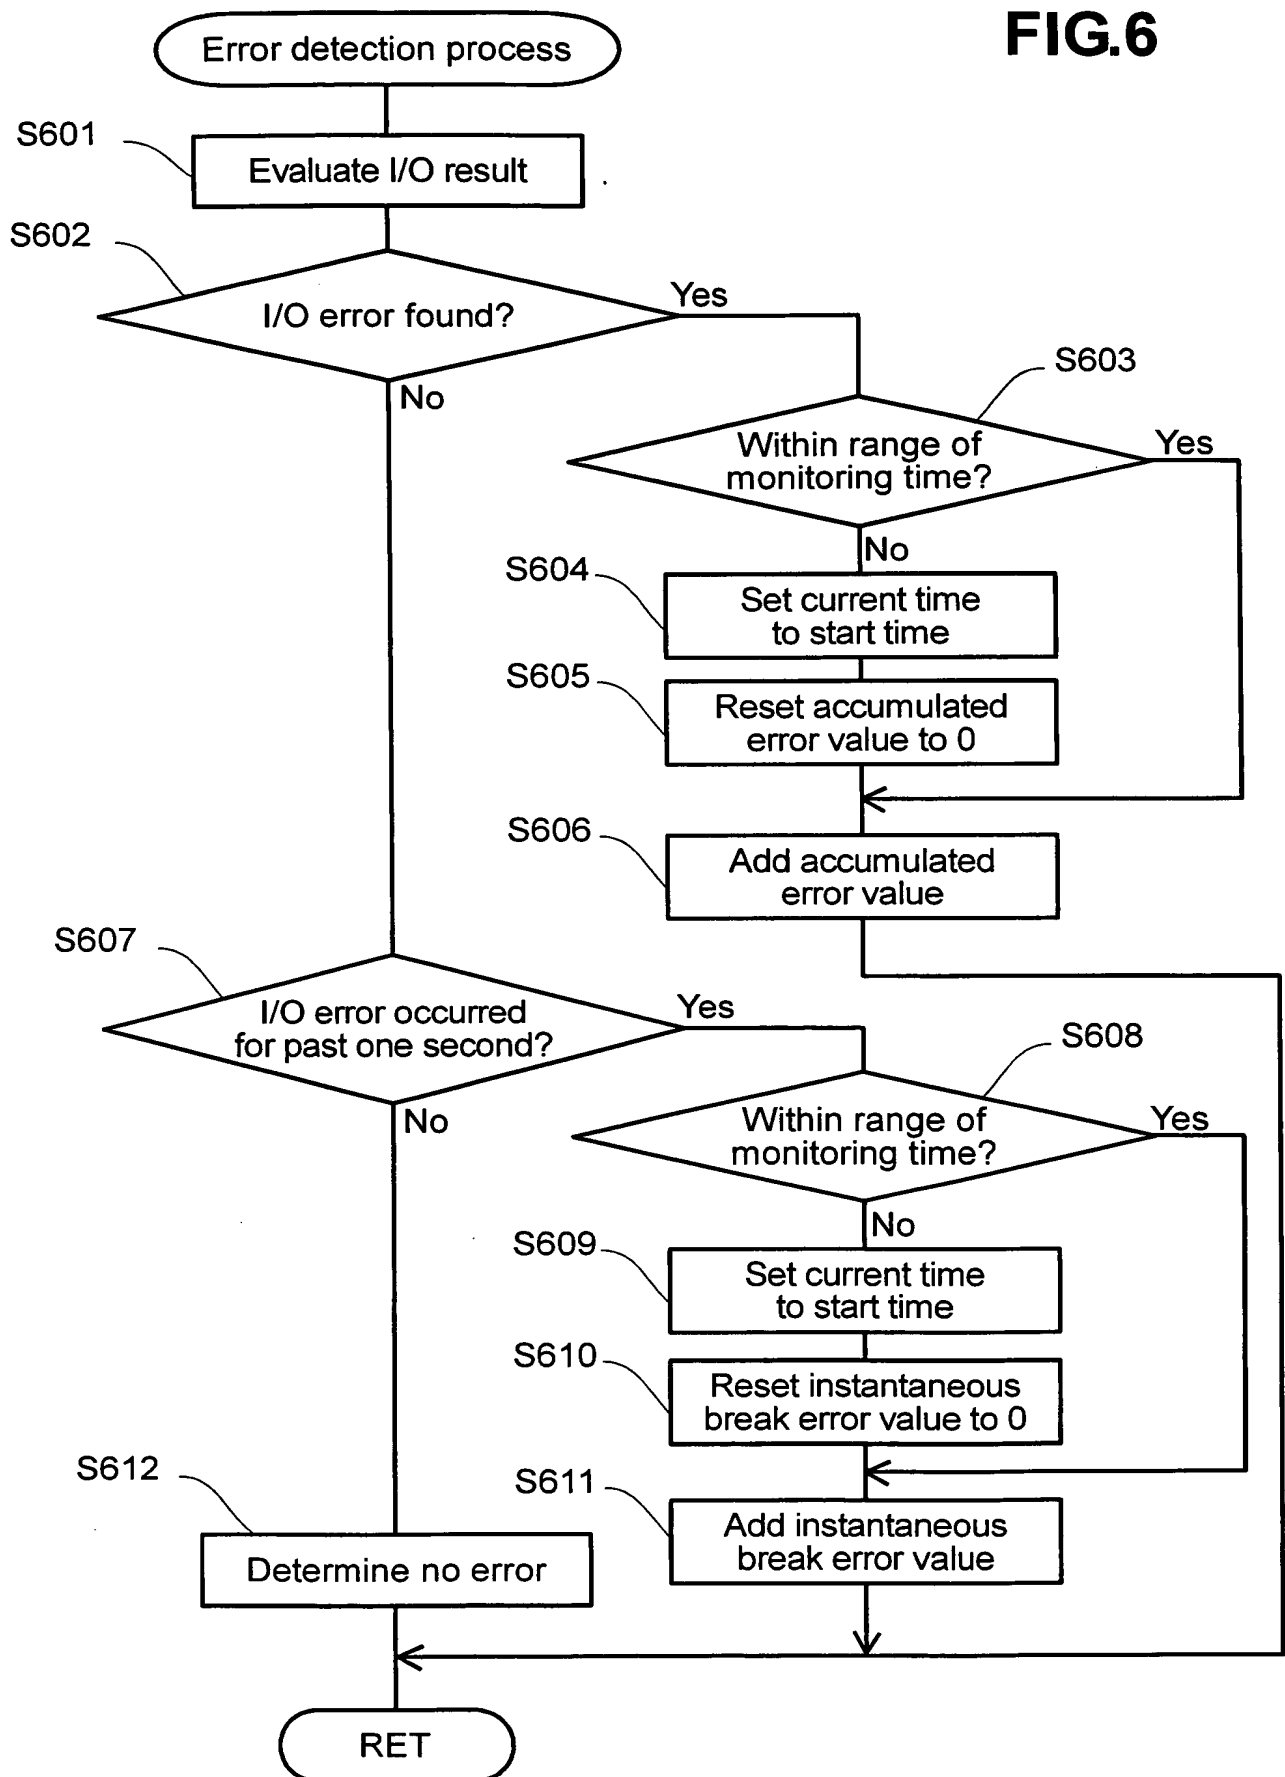 FIG.6
Error detection process
S601
Evaluate I/O result
S602
I/O error found?
Yes
No
S603
Within range of
monitoring time?
Yes
No
S604
Set current time
to start time
S605
Reset accumulated
error value to 0
S606
Add accumulated
error value
S607
I/O error occurred
for past one second?
Yes
No
S608
Within range of
monitoring time?
Yes
No
S609
Set current time
to start time
S610
Reset instantaneous
break error value to 0
S611
Add instantaneous
break error value
S612
Determine no error
RET